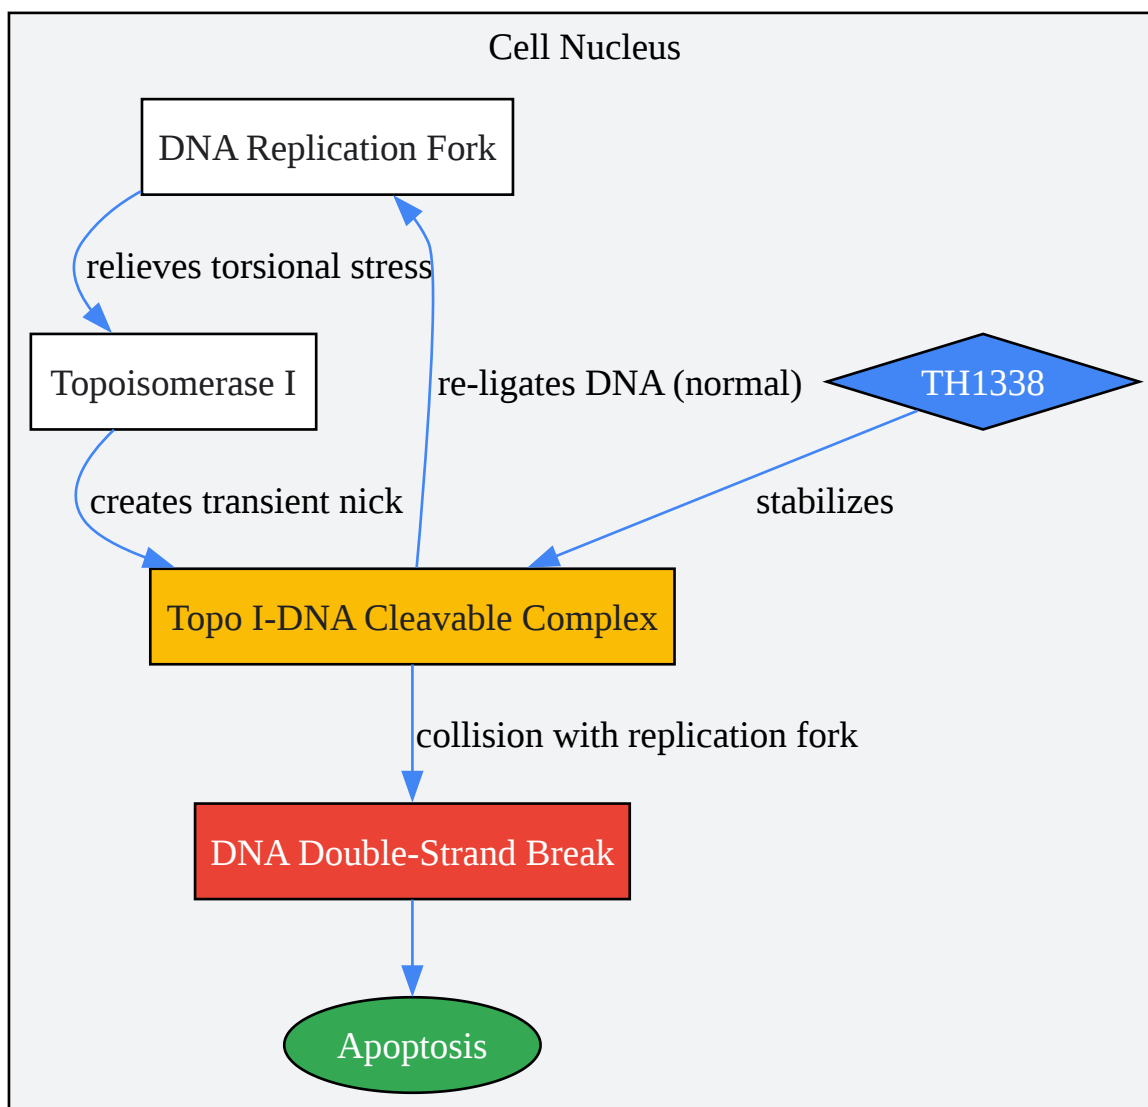 Cell Nucleus
DNA Replication Fork
relieves torsional stress
Topoisomerase I
re-ligates DNA (normal)
TH1338
creates transient nick
stabilizes
Topo I-DNA Cleavable Complex
collision with replication fork
DNA Double-Strand Break
Apoptosis